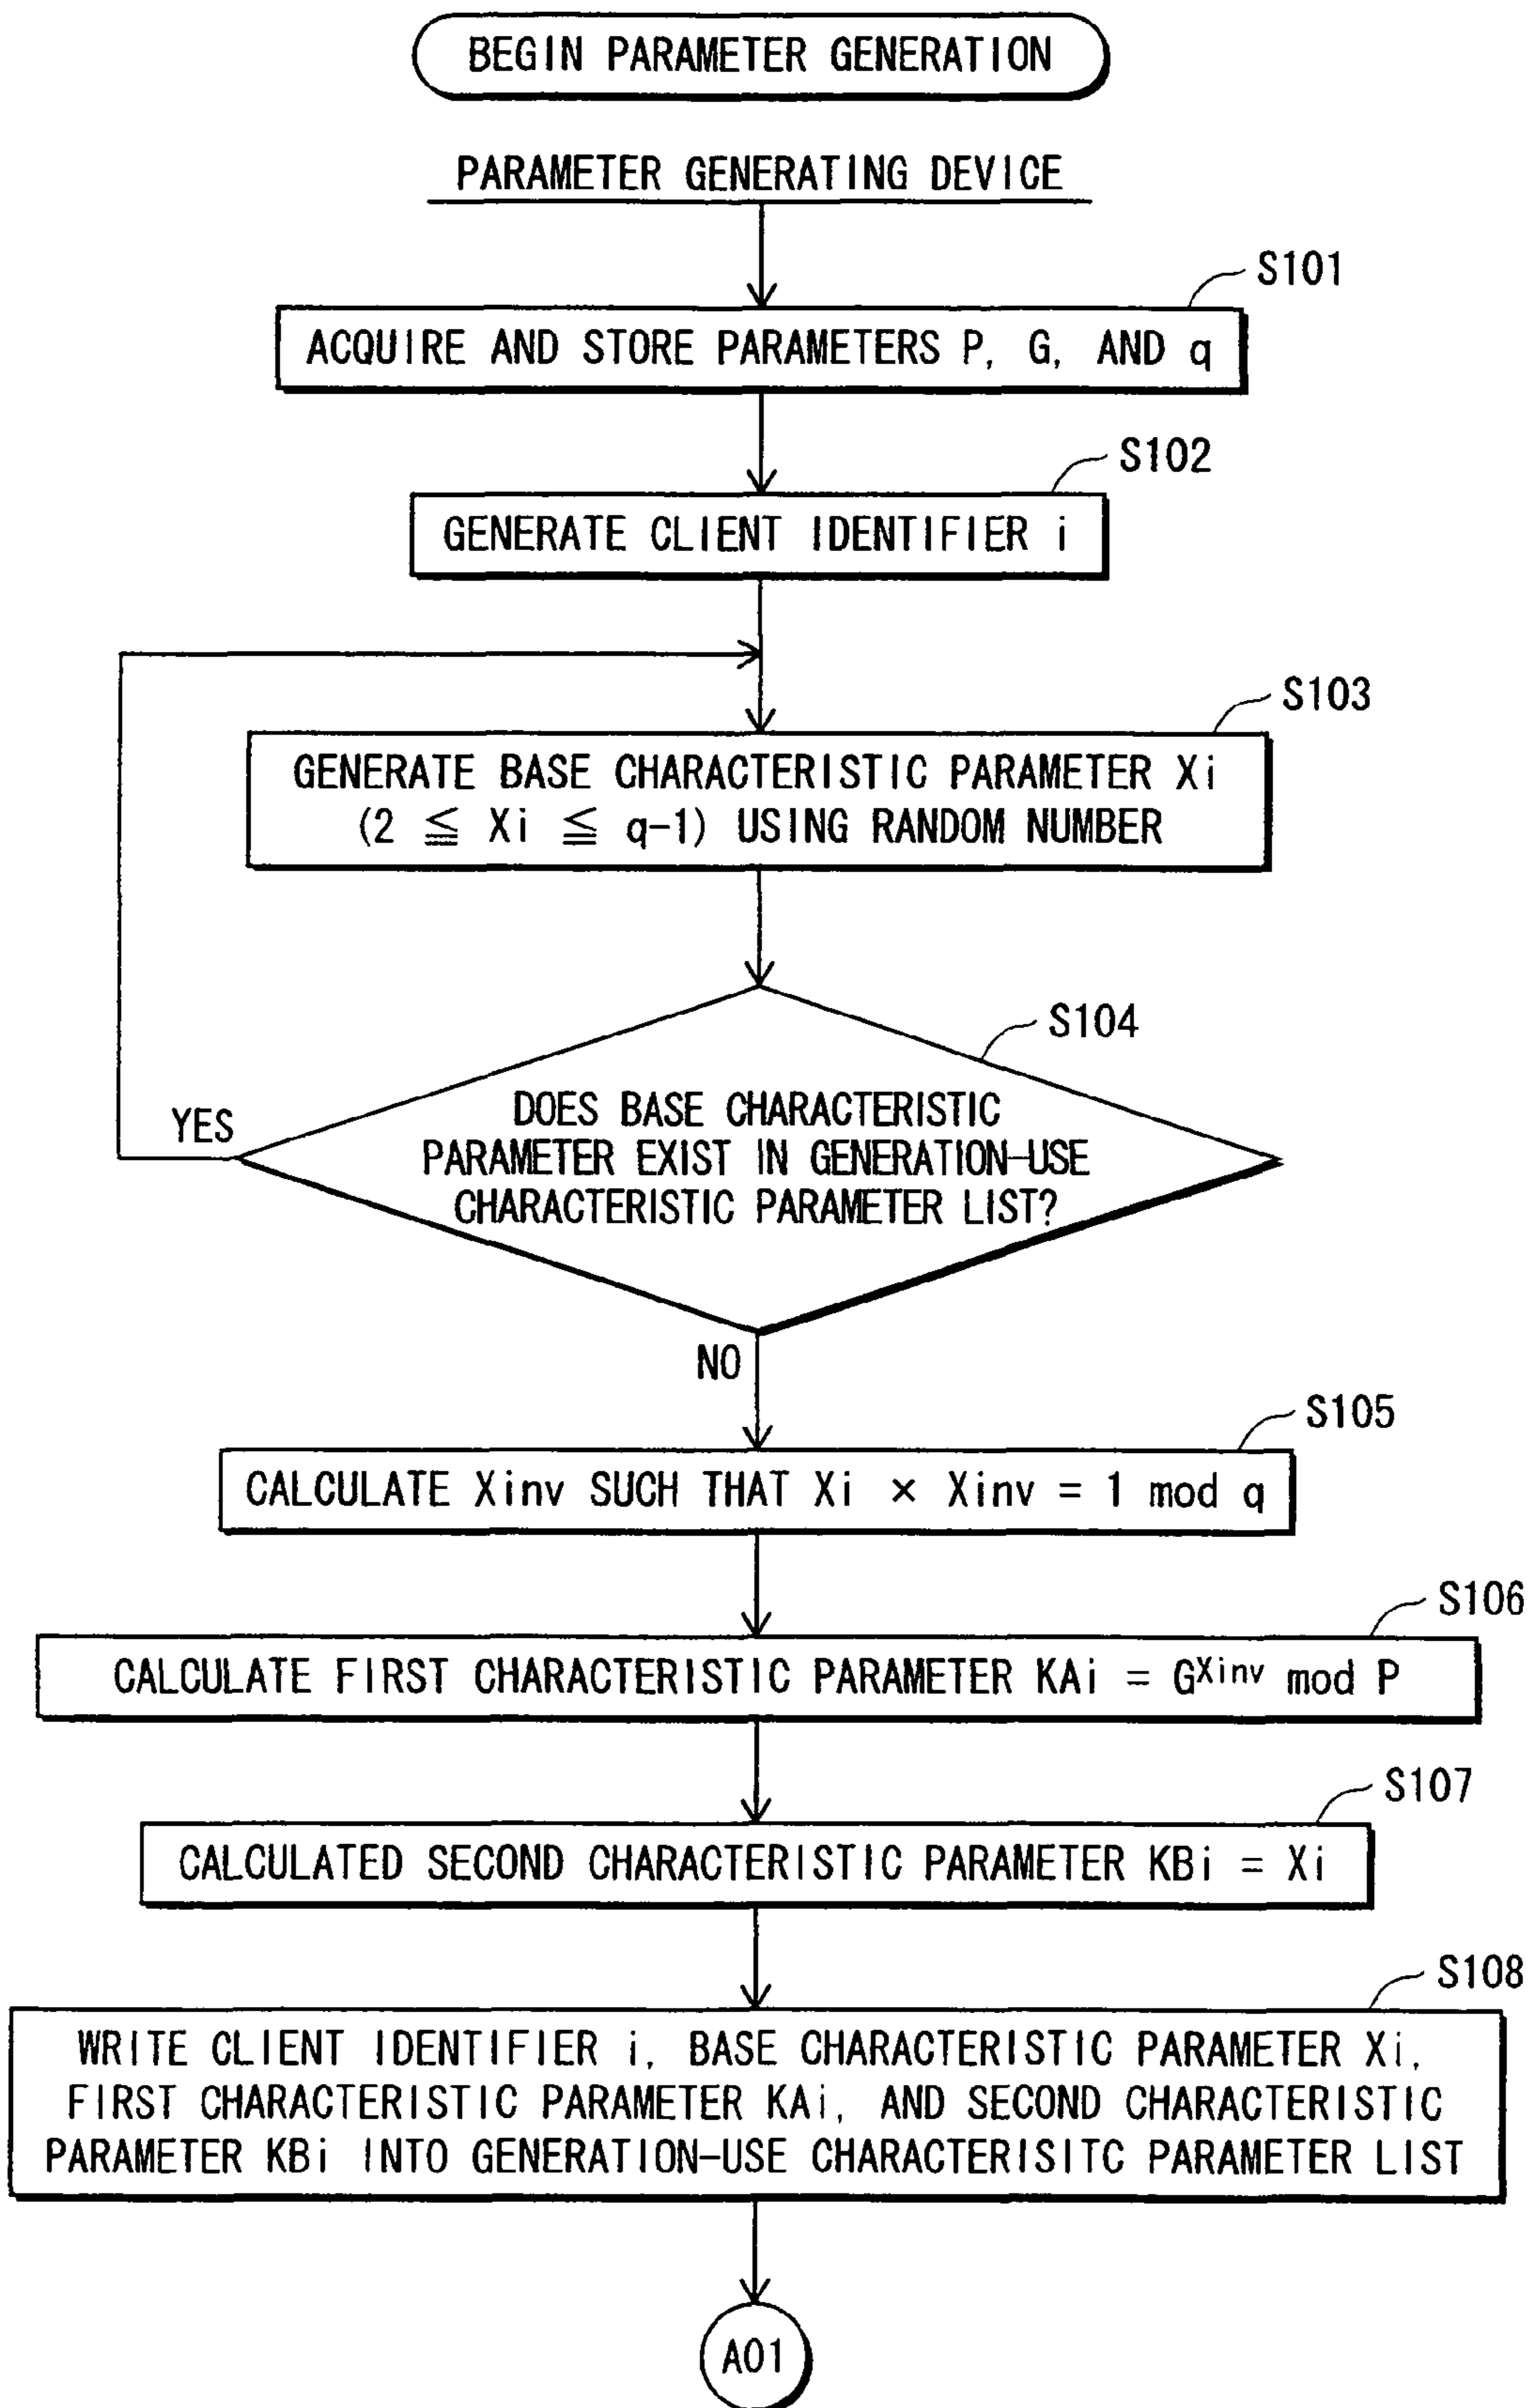 BEGIN PARAMETER GENERATION
PARAMETER GENERATING DEVICE
S101
ACQUIRE AND STORE PARAMETERS P, G, AND q
S102
GENERATE CLIENT IDENTIFIER i
S103
GENERATE BASE CHARACTERISTIC PARAMETER Xi
(2 ≦ Xi ≦ q-1) USING RANDOM NUMBER
S104
DOES BASE CHARACTERISTIC
PARAMETER EXIST IN GENERATION-USE
CHARACTERISTIC PARAMETER LIST?
YES
NO
S105
CALCULATE Xinv SUCH THAT Xi × Xinv = 1 mod q
S106
CALCULATE FIRST CHARACTERISTIC PARAMETER KAi = G^Xinv mod P
S107
CALCULATED SECOND CHARACTERISTIC PARAMETER KBi = Xi
S108
WRITE CLIENT IDENTIFIER i, BASE CHARACTERISTIC PARAMETER Xi,
FIRST CHARACTERISTIC PARAMETER KAi, AND SECOND CHARACTERISTIC
PARAMETER KBi INTO GENERATION-USE CHARACTERISITC PARAMETER LIST
A01